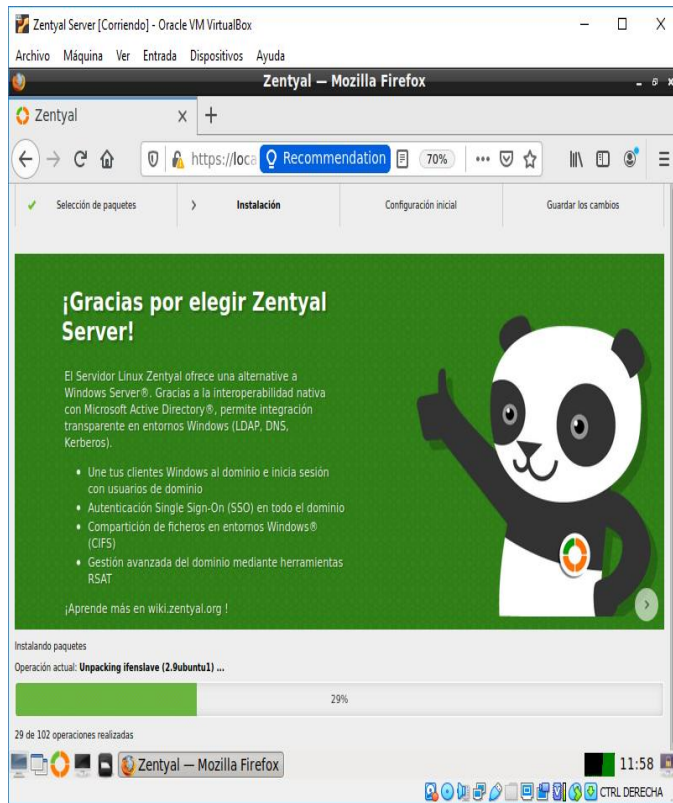 Zentyal Server [Corriendo] - Oracle VM VirtualBox
Archivo Máquina Ver Entrada Dispositivos Ayuda
Zentyal — Mozilla Firefox
Zentyal
https://loca Recommendation 70%
Selección de paquetes Instalación Configuración inicial Guardar los cambios
¡Gracias por elegir Zentyal
Server!
El Servidor Linux Zentyal ofrece una alternative a
Windows Server®. Gracias a la interoperabilidad nativa
con Microsoft Active Directory®, permite integración
transparente en entornos Windows (LDAP, DNS,
Kerberos).
• Une tus clientes Windows al dominio e inicia sesión
con usuarios de dominio
• Autenticación Single Sign-On (SSO) en todo el dominio
• Compartición de ficheros en entornos Windows®
(CIFS)
• Gestión avanzada del dominio mediante herramientas
RSAT
¡Aprende más en wiki.zentyal.org !
Instalando paquetes
Operación actual: Unpacking ifenslave (2.9ubuntu1) ...
29%
29 de 102 operaciones realizadas
Zentyal — Mozilla Firefox 11:58
CTRL DERECHA